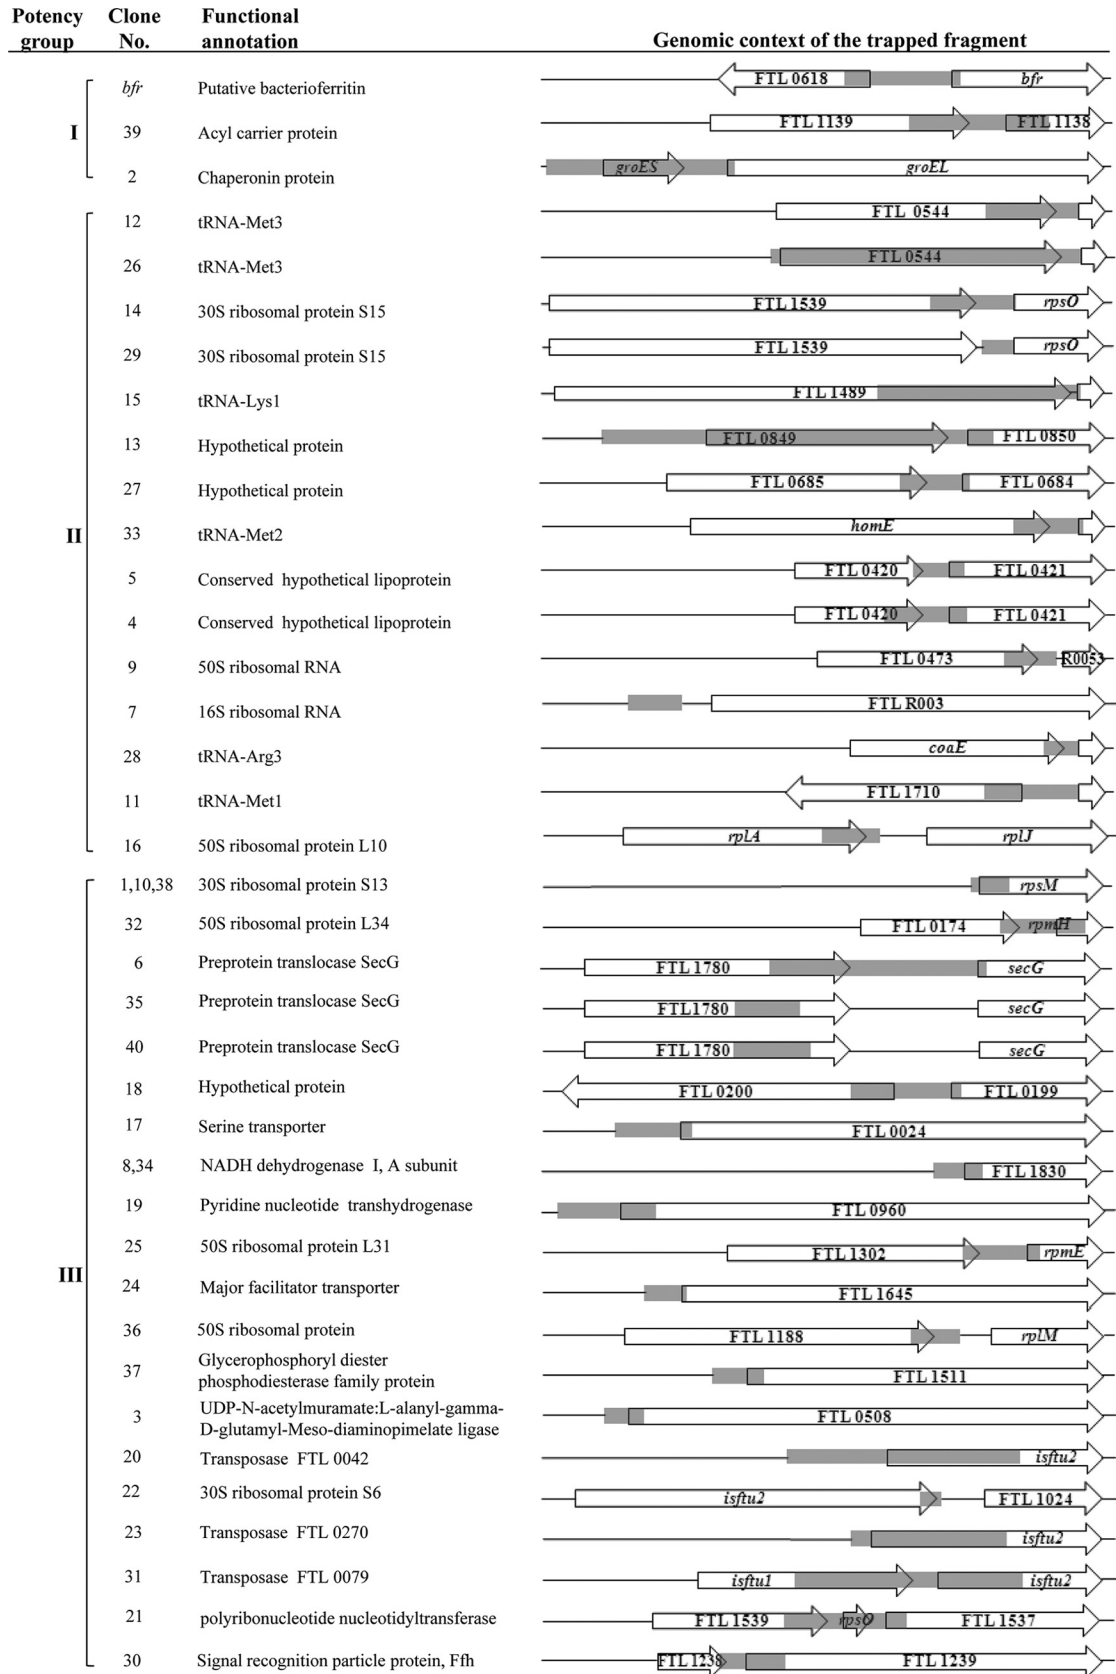 Potency Clone Functional
group No. annotation Genomic context of the trapped fragment
I
bfr Putative bacterioferritin FTL 0618 bfr
39 Acyl carrier protein FTL 1139 FTL 1138
2 Chaperonin protein groES groEL
II
12 tRNA-Met3 FTL 0544
26 tRNA-Met3 FTL 0544
14 30S ribosomal protein S15 FTL 1539 rpsO
29 30S ribosomal protein S15 FTL 1539 rpsO
15 tRNA-Lys1 FTL 1489
13 Hypothetical protein FTL 0849 FTL 0850
27 Hypothetical protein FTL 0685 FTL 0684
33 tRNA-Met2 homE
5 Conserved hypothetical lipoprotein FTL 0420 FTL 0421
4 Conserved hypothetical lipoprotein FTL 0420 FTL 0421
9 50S ribosomal RNA FTL 0473 R0053
7 16S ribosomal RNA FTL R003
28 tRNA-Arg3 coaE
11 tRNA-Met1 FTL 1710
16 50S ribosomal protein L10 rplA rplJ
III
1,10,38 30S ribosomal protein S13 rpsM
32 50S ribosomal protein L34 FTL 0174 rpmH
6 Preprotein translocase SecG FTL 1780 secG
35 Preprotein translocase SecG FTL1780 secG
40 Preprotein translocase SecG FTL 1780 secG
18 Hypothetical protein FTL 0200 FTL 0199
17 Serine transporter FTL 0024
8,34 NADH dehydrogenase I, A subunit FTL 1830
19 Pyridine nucleotide transhydrogenase FTL 0960
25 50S ribosomal protein L31 FTL 1302 rpmE
24 Major facilitator transporter FTL 1645
36 50S ribosomal protein FTL 1188 rplM
Glycerophosphoryl diester
37 phosphodiesterase family protein FTL 1511
UDP-N-acetylmuramate:L-alanyl-gamma-
3 D-glutamyl-Meso-diaminopimelate ligase FTL 0508
20 Transposase FTL 0042 isftu2
22 30S ribosomal protein S6 isftu2 FTL 1024
23 Transposase FTL 0270 isftu2
31 Transposase FTL 0079 isftu1 isftu2
21 polyribonucleotide nucleotidyltransferase FTL 1539 rpsO FTL 1537
30 Signal recognition particle protein, Ffh FTL 1238 FTL 1239